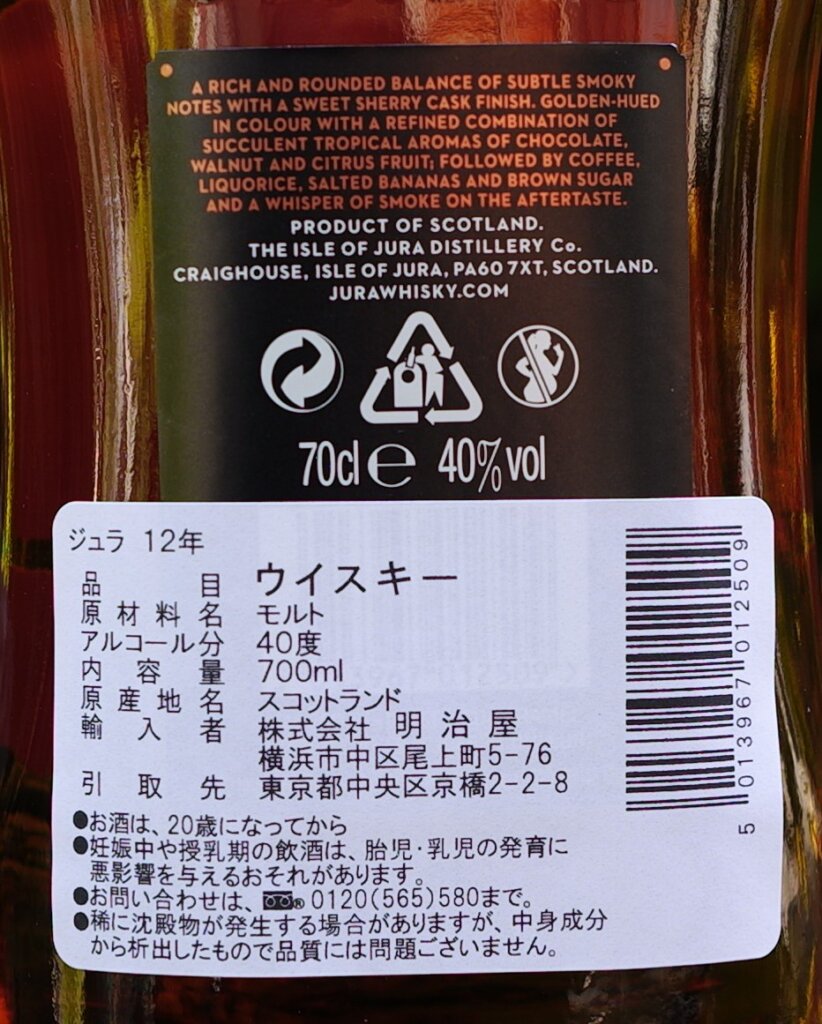 A RICH AND ROUNDED BALANCE OF SUBTLE SMOKY
NOTES WITH A SWEET SHERRY CASK FINISH. GOLDEN-HUED
IN COLOUR WITH A REFINED COMBINATION OF
SUCCULENT TROPICAL AROMAS OF CHOCOLATE,
WALNUT AND CITRUS FRUIT; FOLLOWED BY COFFEE,
LIQUORICE, SALTED BANANAS AND BROWN SUGAR
AND A WHISPER OF SMOKE ON THE AFTERTASTE.
PRODUCT OF SCOTLAND.
THE ISLE OF JURA DISTILLERY Co.
CRAIGHOUSE, ISLE OF JURA, PA60 7XT, SCOTLAND.
JURAWHISKY.COM
70cl e 40%vol
ジュラ 12年
品目 ウイスキー
原材料名 モルト
アルコール分 40度
内容量 700ml
原産地名 スコットランド
輸入者 株式会社 明治屋
横浜市中区尾上町5-76
引取先 東京都中央区京橋2-2-8
●お酒は、20歳になってから
●妊娠中や授乳期の飲酒は、胎児・乳児の発育に
悪影響を与えるおそれがあります。
●お問い合わせは、® 0120(565)580まで。
●稀に沈殿物が発生する場合がありますが、中身成分
から析出したもので品質には問題ございません。
5 013967 012509